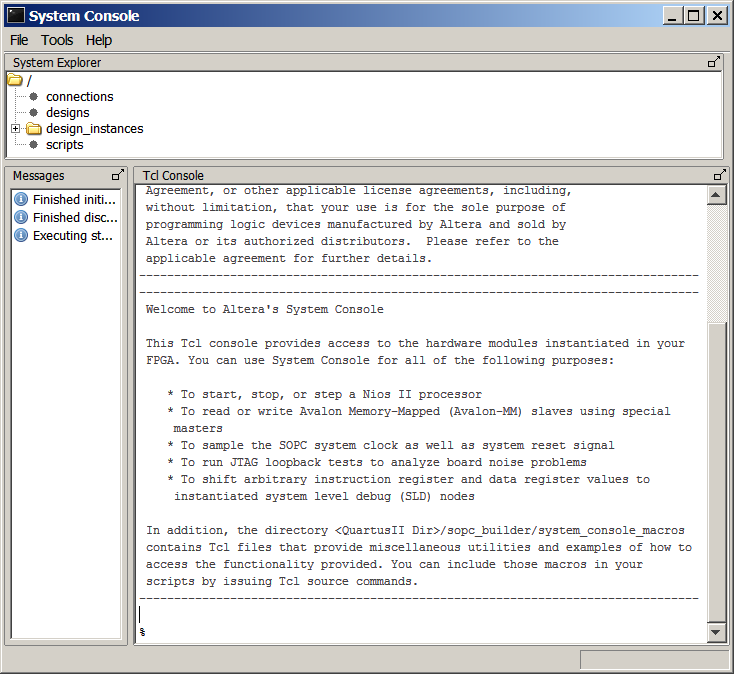 System Console
File Tools Help
System Explorer
/
connections
designs
design_instances
scripts
Messages
Finished initi...
Finished disc...
Executing st...
Tcl Console
Agreement, or other applicable license agreements, including,
without limitation, that your use is for the sole purpose of
programming logic devices manufactured by Altera and sold by
Altera or its authorized distributors.  Please refer to the
applicable agreement for further details.
--------------------------------------------------------------------------------
--------------------------------------------------------------------------------
Welcome to Altera's System Console
This Tcl console provides access to the hardware modules instantiated in your
FPGA. You can use System Console for all of the following purposes:
* To start, stop, or step a Nios II processor
* To read or write Avalon Memory-Mapped (Avalon-MM) slaves using special
masters
* To sample the SOPC system clock as well as system reset signal
* To run JTAG loopback tests to analyze board noise problems
* To shift arbitrary instruction register and data register values to
instantiated system level debug (SLD) nodes
In addition, the directory <QuartusII Dir>/sopc_builder/system_console_macros
contains Tcl files that provide miscellaneous utilities and examples of how to
access the functionality provided. You can include those macros in your
scripts by issuing Tcl source commands.
--------------------------------------------------------------------------------
%